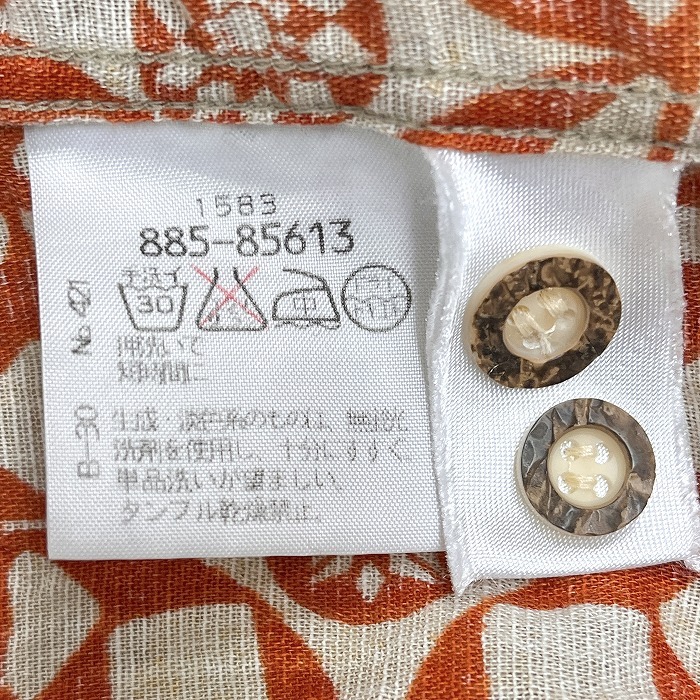 1583
885-85613
手洗イ
30
中
押洗いで
短時間に
生成・淡色系のものは、無蛍光
洗剤を使用し、十分にすすぐ。
単品洗いが望ましい。
タンブル乾燥禁止。
No. 421
B-30